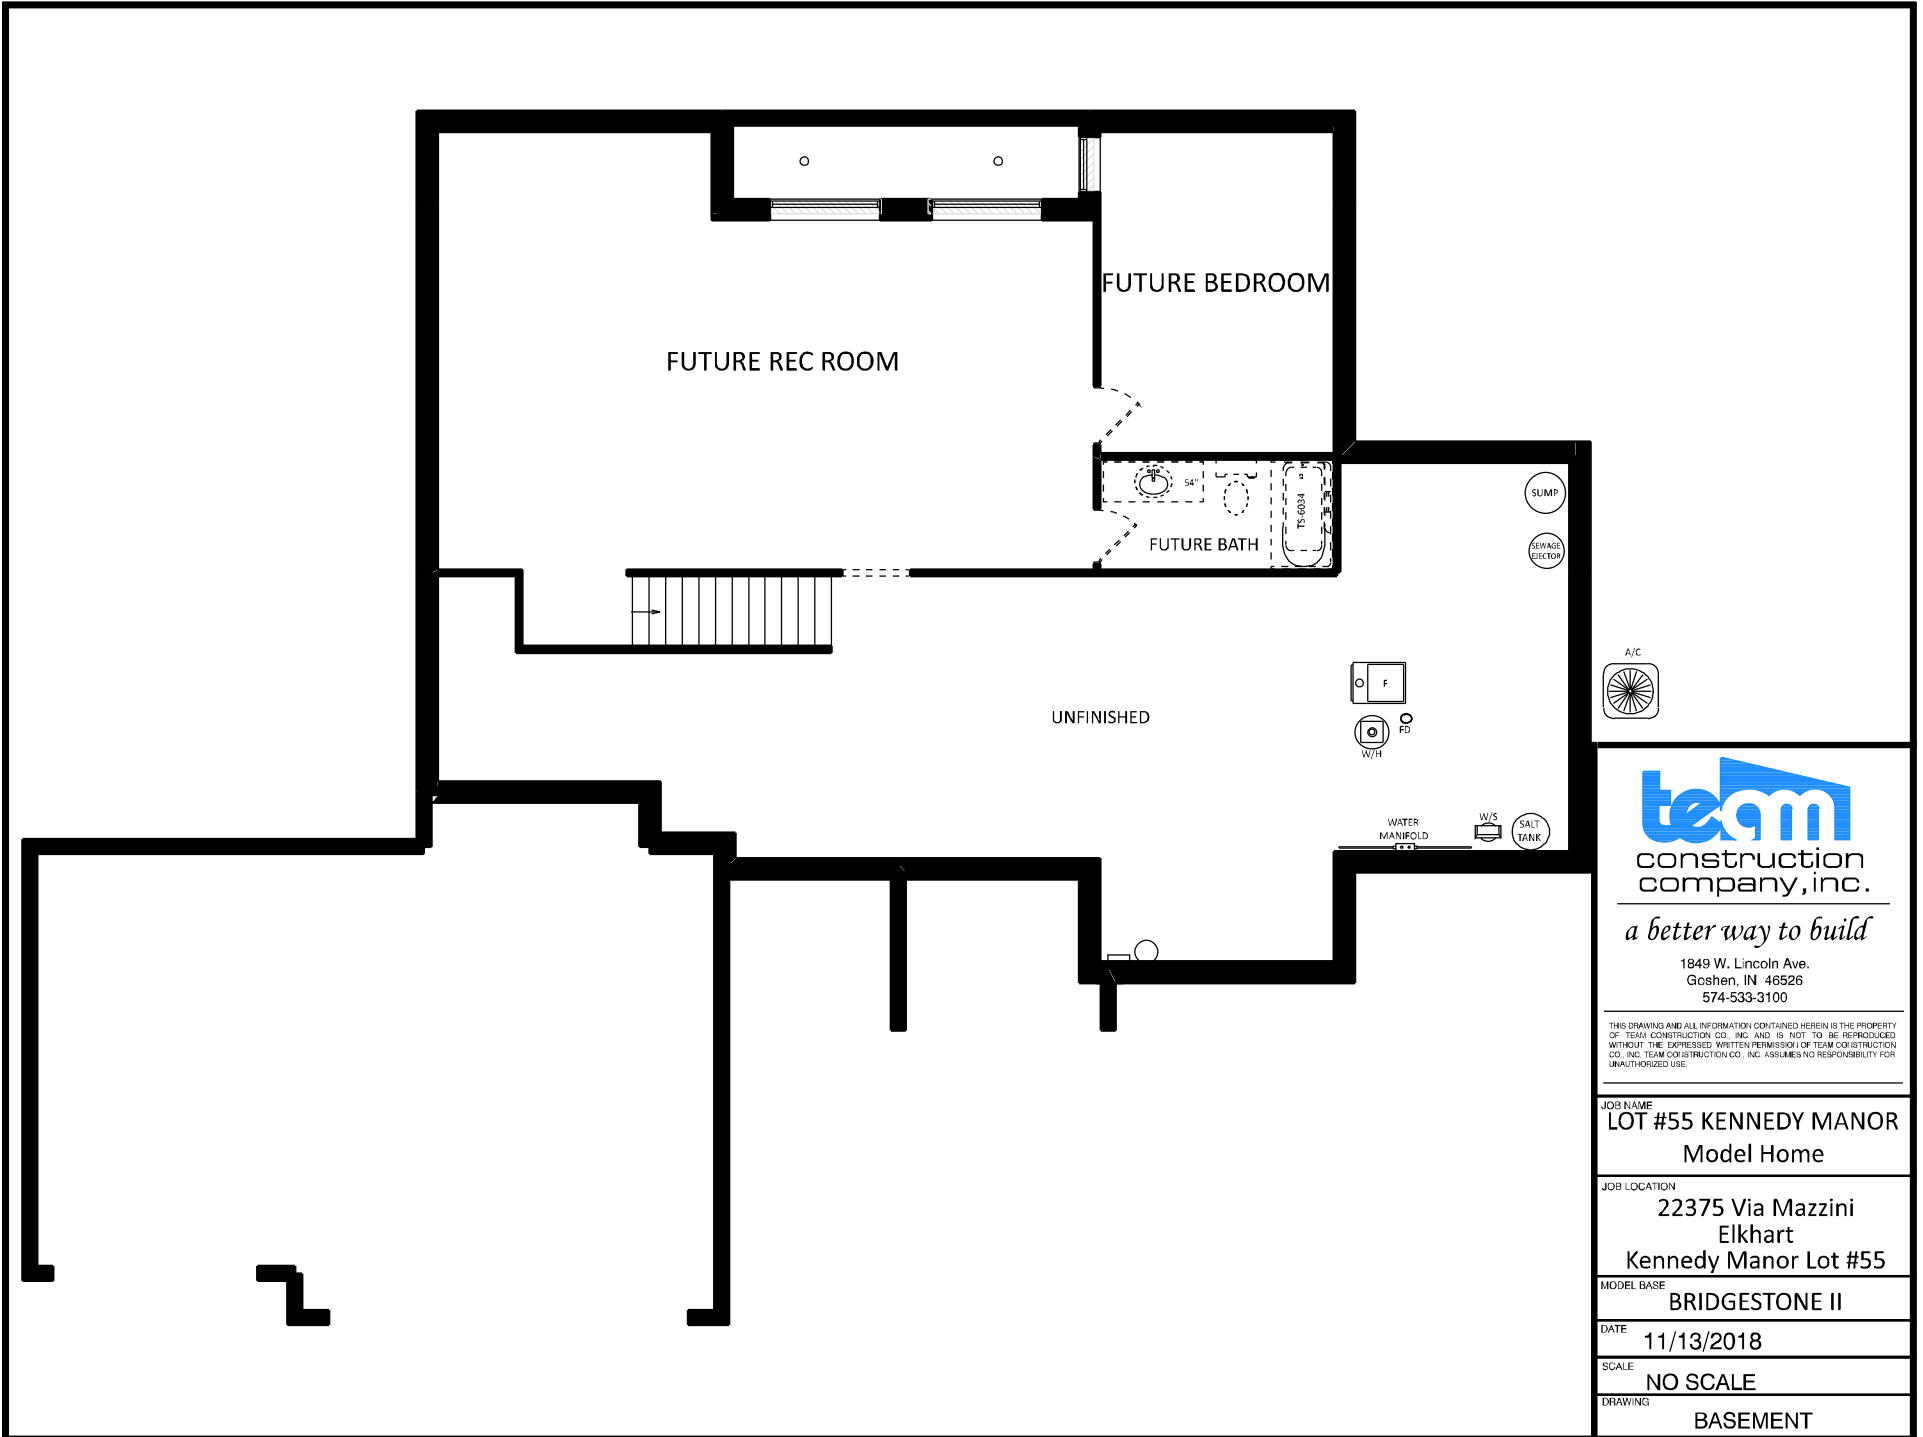 FUTURE BEDROOM
FUTURE REC ROOM
54"
TS-6034
FUTURE BATH
SUMP
SEWAGE
EJECTOR
A/C
F
UNFINISHED
FD
W/H
WATER
MANIFOLD
W/S
SALT
TANK
team
construction
company,inc.
a better way to build
1849 W. Lincoln Ave.
Goshen, IN 46526
574-533-3100
THIS DRAWING AND ALL INFORMATION CONTAINED HEREIN IS THE PROPERTY
OF TEAM CONSTRUCTION CO., INC. AND IS NOT TO BE REPRODUCED
WITHOUT THE EXPRESSED WRITTEN PERMISSION OF TEAM CONSTRUCTION
CO., INC. TEAM CONSTRUCTION CO., INC. ASSUMES NO RESPONSIBILITY FOR
UNAUTHORIZED USE.
JOB NAME
LOT #55 KENNEDY MANOR
Model Home
JOB LOCATION
22375 Via Mazzini
Elkhart
Kennedy Manor Lot #55
MODEL BASE
BRIDGESTONE II
DATE
11/13/2018
SCALE
NO SCALE
DRAWING
BASEMENT